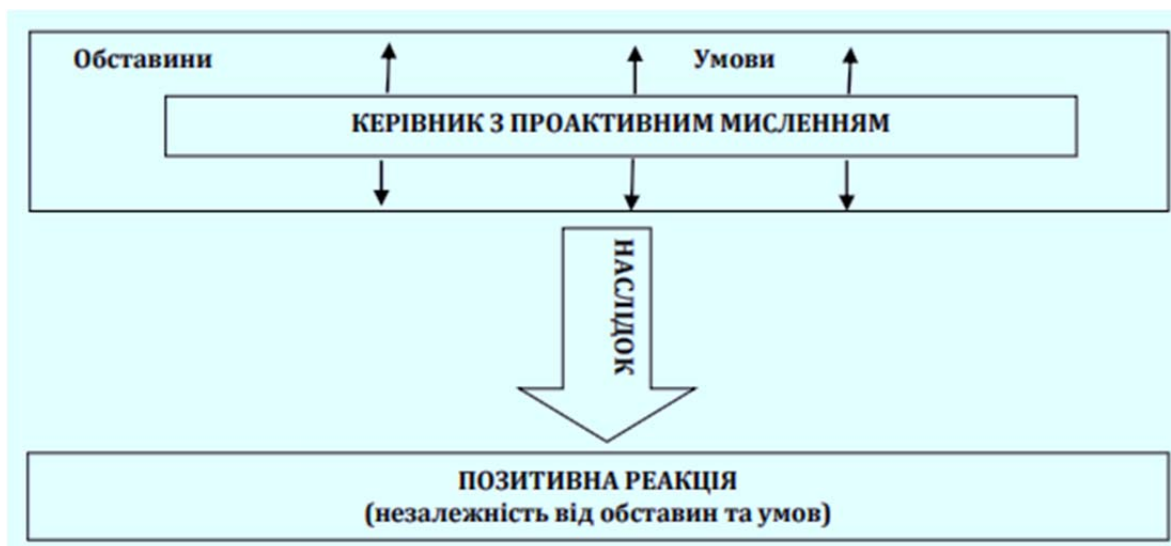 Обставини Умови
КЕРІВНИК З ПРОАКТИВНИМ МИСЛЕННЯМ
НАСЛІДОК
ПОЗИТИВНА РЕАКЦІЯ
(незалежність від обставин та умов)